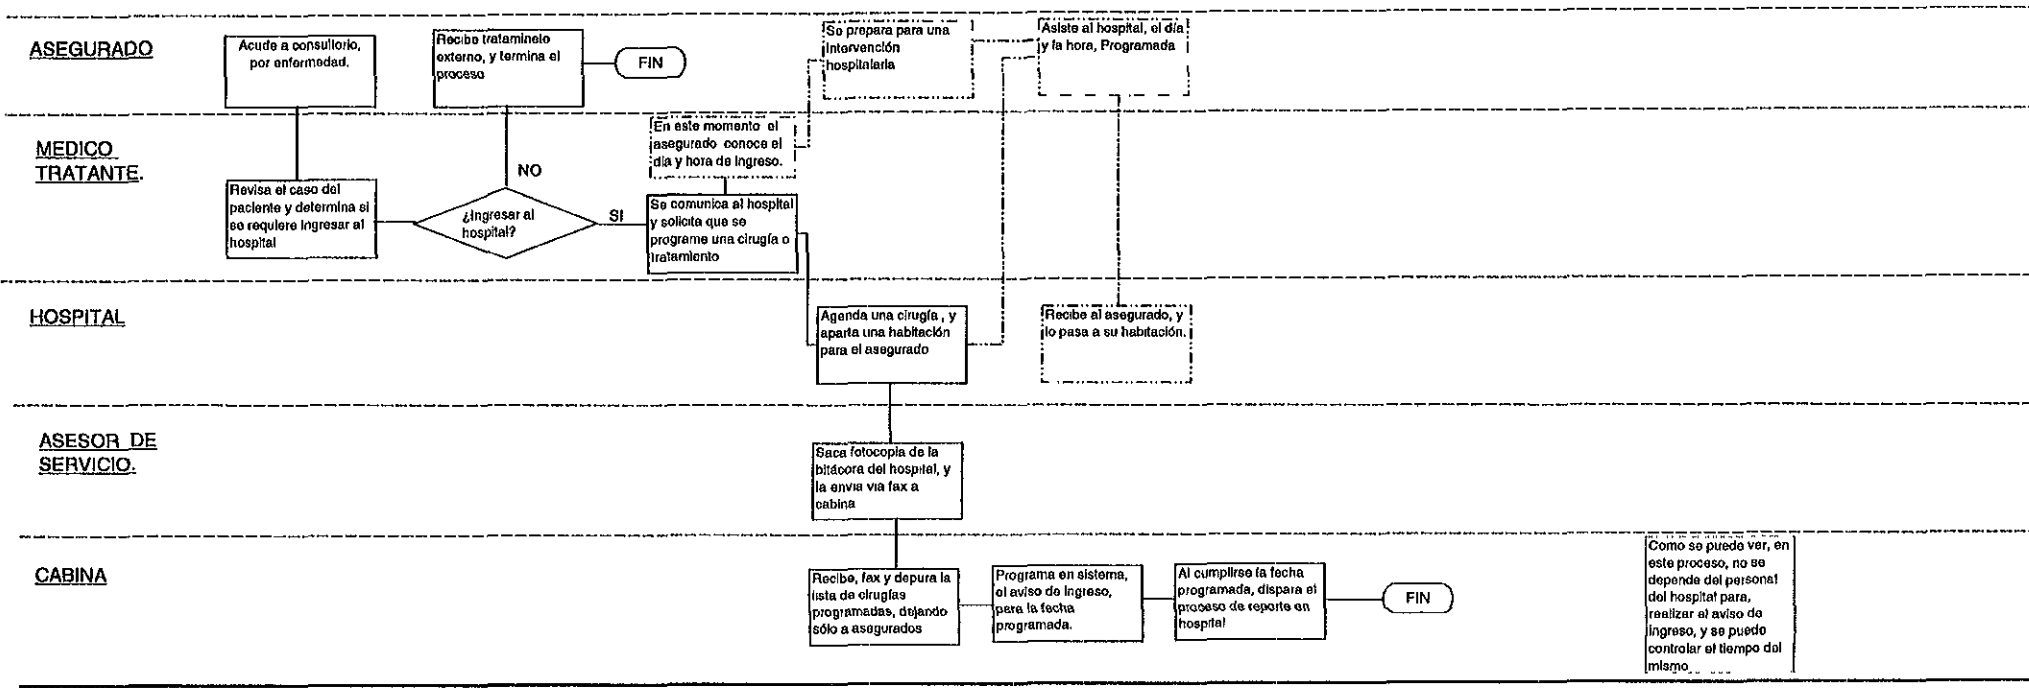 ASEGURADO
Acude a consultorio,
por enfermedad.
Recibe tratamineto
externo, y termina el
proceso
FIN
Se prepara para una
Intervención
hospitalaria
Asiste al hospital, el día
y la hora, Programada
MEDICO
TRATANTE.
Revisa el caso del
paciente y determina si
se requiere ingresar al
hospital
NO
¿Ingresar al
hospital?
SI
En este momento el
asegurado conoce el
día y hora de ingreso.
Se comunica al hospital
y solicita que se
programe una cirugía o
tratamiento
HOSPITAL
Agenda una cirugía , y
aparta una habitación
para el asegurado
Recibe al asegurado, y
lo pasa a su habitación.
ASESOR DE
SERVICIO.
Saca fotocopia de la
bitácora del hospital, y
la envia via fax a
cabina
CABINA
Recibe, fax y depura la
lista de cirugías
programadas, dejando
sólo a asegurados
Programa en sistema,
el aviso de ingreso,
para la fecha
programada.
Al cumplirse la fecha
programada, dispara el
proceso de reporte en
hospital
FIN
Como se puede ver, en
este proceso, no se
depende del personal
del hospital para,
realizar el aviso de
ingreso, y se puede
controlar el tiempo del
mismo